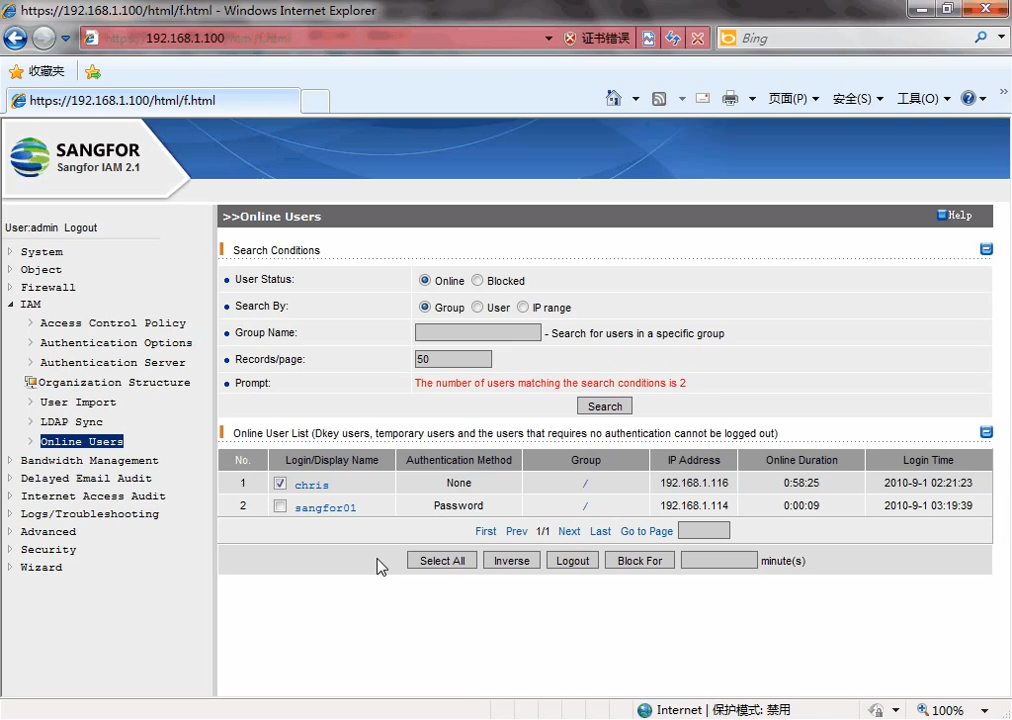 https://192.168.1.100/html/f.html - Windows Internet Explorer
192.168.1.100
证书错误
Bing
收藏夹
https://192.168.1.100/html/f.html
页面(P)
安全(S)
工具(O)
SANGFOR
Sangfor IAM 2.1
User:admin Logout
System
Object
Firewall
IAM
Access Control Policy
Authentication Options
Authentication Server
Organization Structure
User Import
LDAP Sync
Online Users
Bandwidth Management
Delayed Email Audit
Internet Access Audit
Logs/Troubleshooting
Advanced
Security
Wizard
>>Online Users
Help
Search Conditions
User Status: Online Blocked
Search By: Group User IP range
Group Name: - Search for users in a specific group
Records/page: 50
Prompt: The number of users matching the search conditions is 2
Search
Online User List (Dkey users, temporary users and the users that requires no authentication cannot be logged out)
No. Login/Display Name Authentication Method Group IP Address Online Duration Login Time
1 chris None / 192.168.1.116 0:58:25 2010-9-1 02:21:23
2 sangfor01 Password / 192.168.1.114 0:00:09 2010-9-1 03:19:39
First Prev 1/1 Next Last Go to Page
Select All Inverse Logout Block For minute(s)
Internet | 保护模式: 禁用
100%